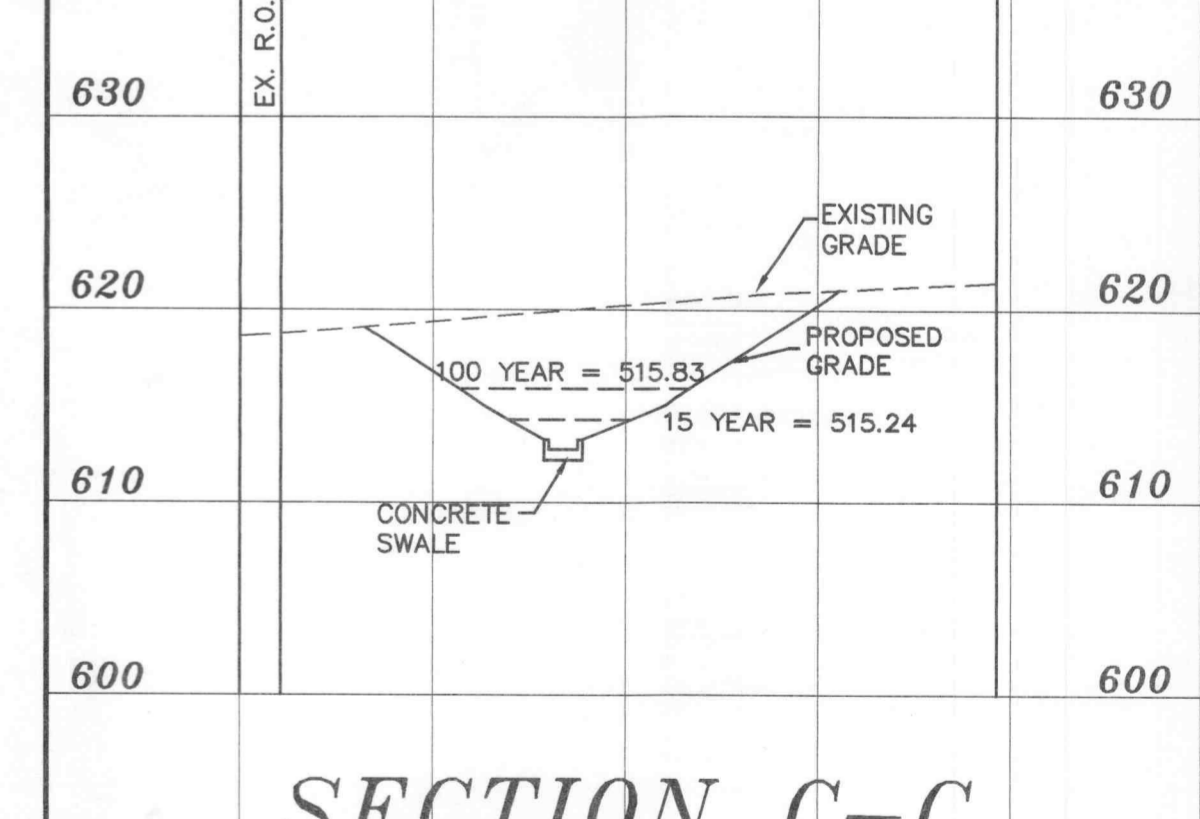 EX. R.O.
630
630
EXISTING
GRADE
620
620
PROPOSED
GRADE
100 YEAR = 515.83
15 YEAR = 515.24
610
610
CONCRETE
SWALE
600
600
SECTION C-C